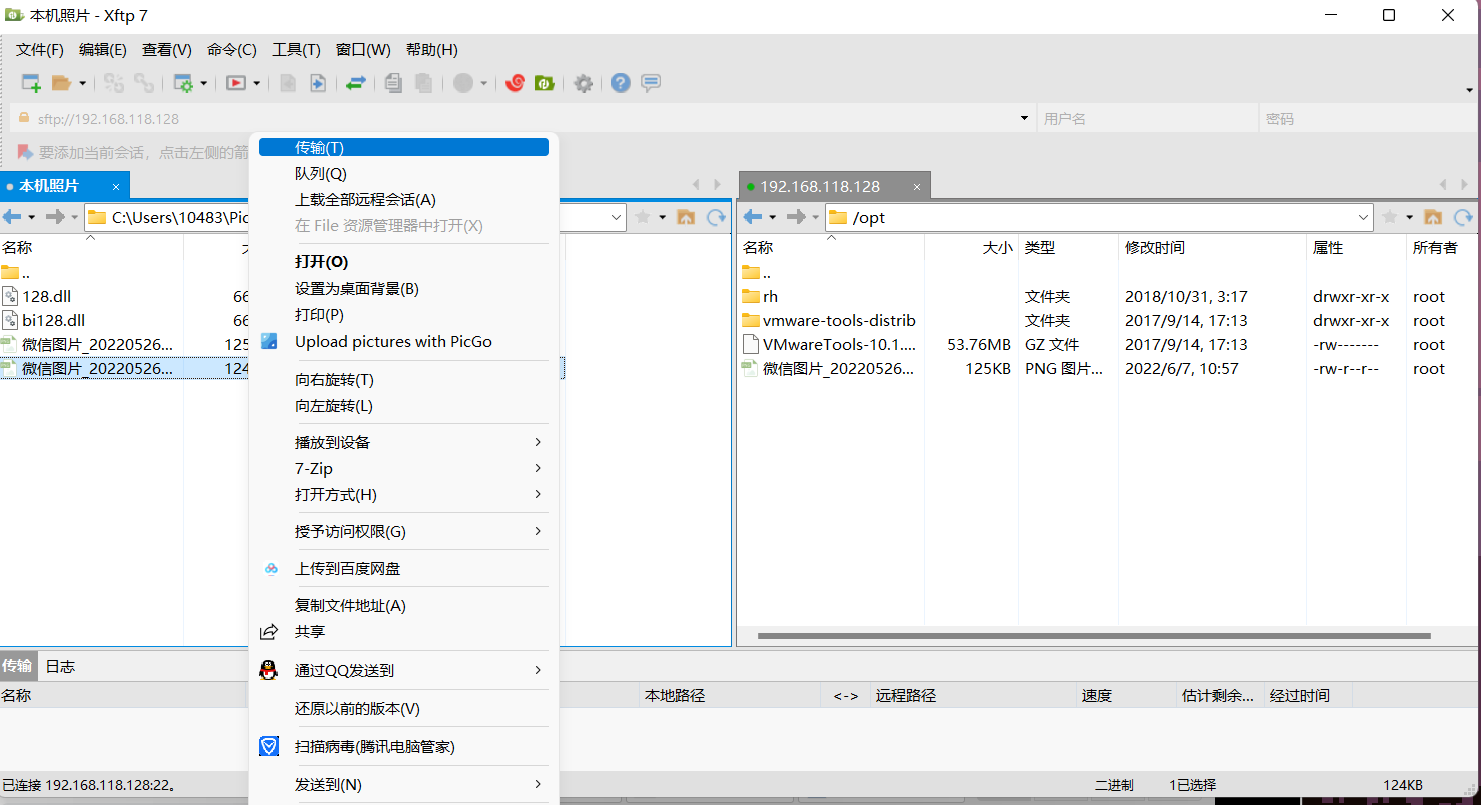 本机照片 - Xftp 7
文件(F) 编辑(E) 查看(V) 命令(C) 工具(T) 窗口(W) 帮助(H)
sftp://192.168.118.128 用户名 密码
要添加当前会话，点击左侧的箭
本机照片 × 192.168.118.128 ×
C:\Users\10483\Pic /opt
名称 名称 大小 类型 修改时间 属性 所有者
.. ..
128.dll 66 rh 文件夹 2018/10/31, 3:17 drwxr-xr-x root
bi128.dll 66 vmware-tools-distrib 文件夹 2017/9/14, 17:13 drwxr-xr-x root
微信图片_20220526... 125 VMwareTools-10.1.... 53.76MB GZ 文件 2017/9/14, 17:13 -rw------- root
微信图片_20220526... 124 微信图片_20220526... 125KB PNG 图片... 2022/6/7, 10:57 -rw-r--r-- root
传输(T)
队列(Q)
上载全部远程会话(A)
在 File 资源管理器中打开(X)
打开(O)
设置为桌面背景(B)
打印(P)
Upload pictures with PicGo
向右旋转(T)
向左旋转(L)
播放到设备
7-Zip
打开方式(H)
授予访问权限(G)
上传到百度网盘
复制文件地址(A)
共享
通过QQ发送到
还原以前的版本(V)
扫描病毒(腾讯电脑管家)
发送到(N)
传输 日志
名称 本地路径 <-> 远程路径 速度 估计剩余... 经过时间
已连接 192.168.118.128:22。 二进制 1已选择 124KB